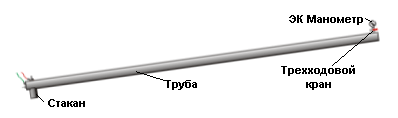 ЭК Манометр
Трехходовой
кран
Труба
Стакан